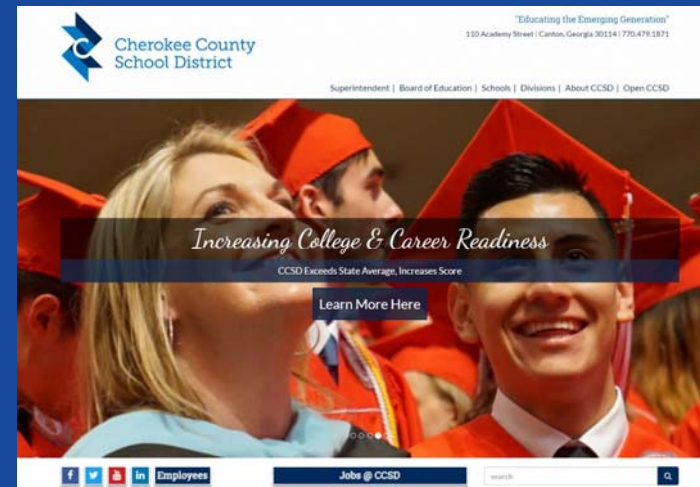 "Educating the Emerging Generation"
110 Academy Street | Canton, Georgia 30114 | 770.479.1871
C
Cherokee County
School District
Superintendent | Board of Education | Schools | Divisions | About CCSD | Open CCSD
Increasing College & Career Readiness
CCSD Exceeds State Average, Increases Score
Learn More Here
f in Employees Jobs @ CCSD search